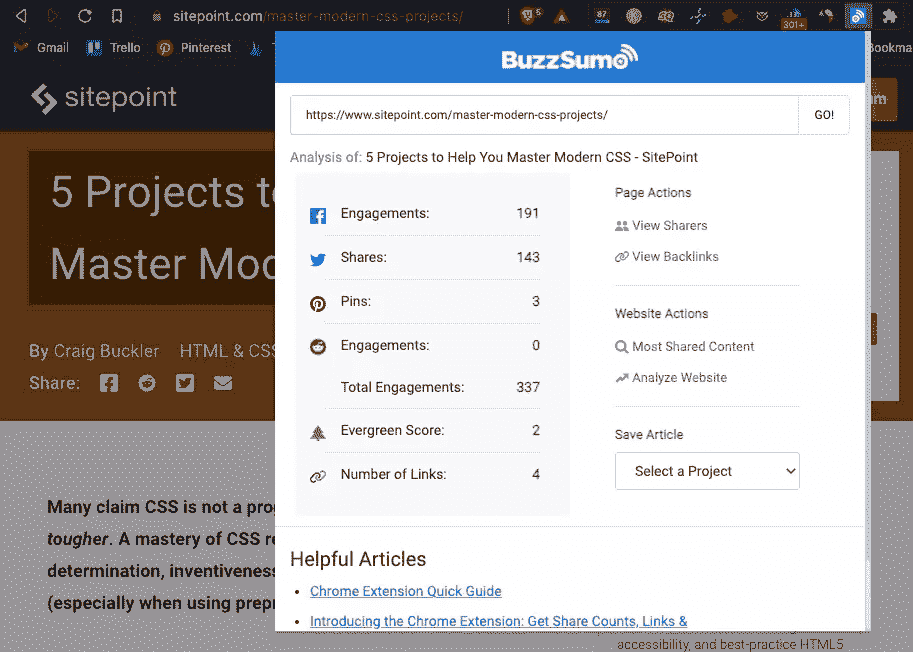 sitepoint.com/master-modern-css-projects/
5
87
301+
Gmail
Trello
Pinterest
Bookma
sitepoint
BuzzSumo
https://www.sitepoint.com/master-modern-css-projects/
GO!
Analysis of: 5 Projects to Help You Master Modern CSS - SitePoint
5 Projects to
Master Mod
By Craig Buckler HTML & CSS
Share:
Engagements: 191
Shares: 143
Pins: 3
Engagements: 0
Total Engagements: 337
Evergreen Score: 2
Number of Links: 4
Page Actions
View Sharers
View Backlinks
Website Actions
Most Shared Content
Analyze Website
Save Article
Select a Project
Many claim CSS is not a pro
tougher. A mastery of CSS re
determination, inventiveness
(especially when using prepr
Helpful Articles
Chrome Extension Quick Guide
Introducing the Chrome Extension: Get Share Counts, Links &
accessibility, and best-practice HTML5